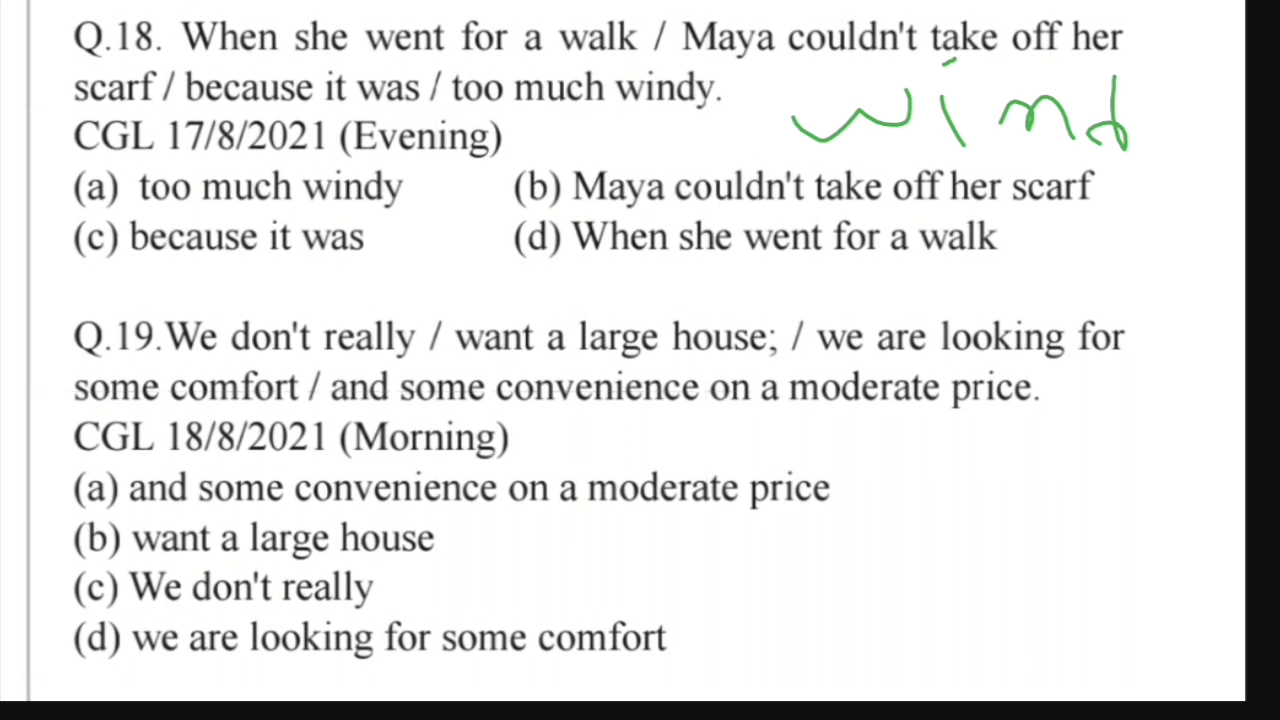 Q.18. When she went for a walk / Maya couldn't take off her
scarf / because it was / too much windy.
wind
CGL 17/8/2021 (Evening)
(a) too much windy (b) Maya couldn't take off her scarf
(c) because it was (d) When she went for a walk
Q.19.We don't really / want a large house; / we are looking for
some comfort / and some convenience on a moderate price.
CGL 18/8/2021 (Morning)
(a) and some convenience on a moderate price
(b) want a large house
(c) We don't really
(d) we are looking for some comfort